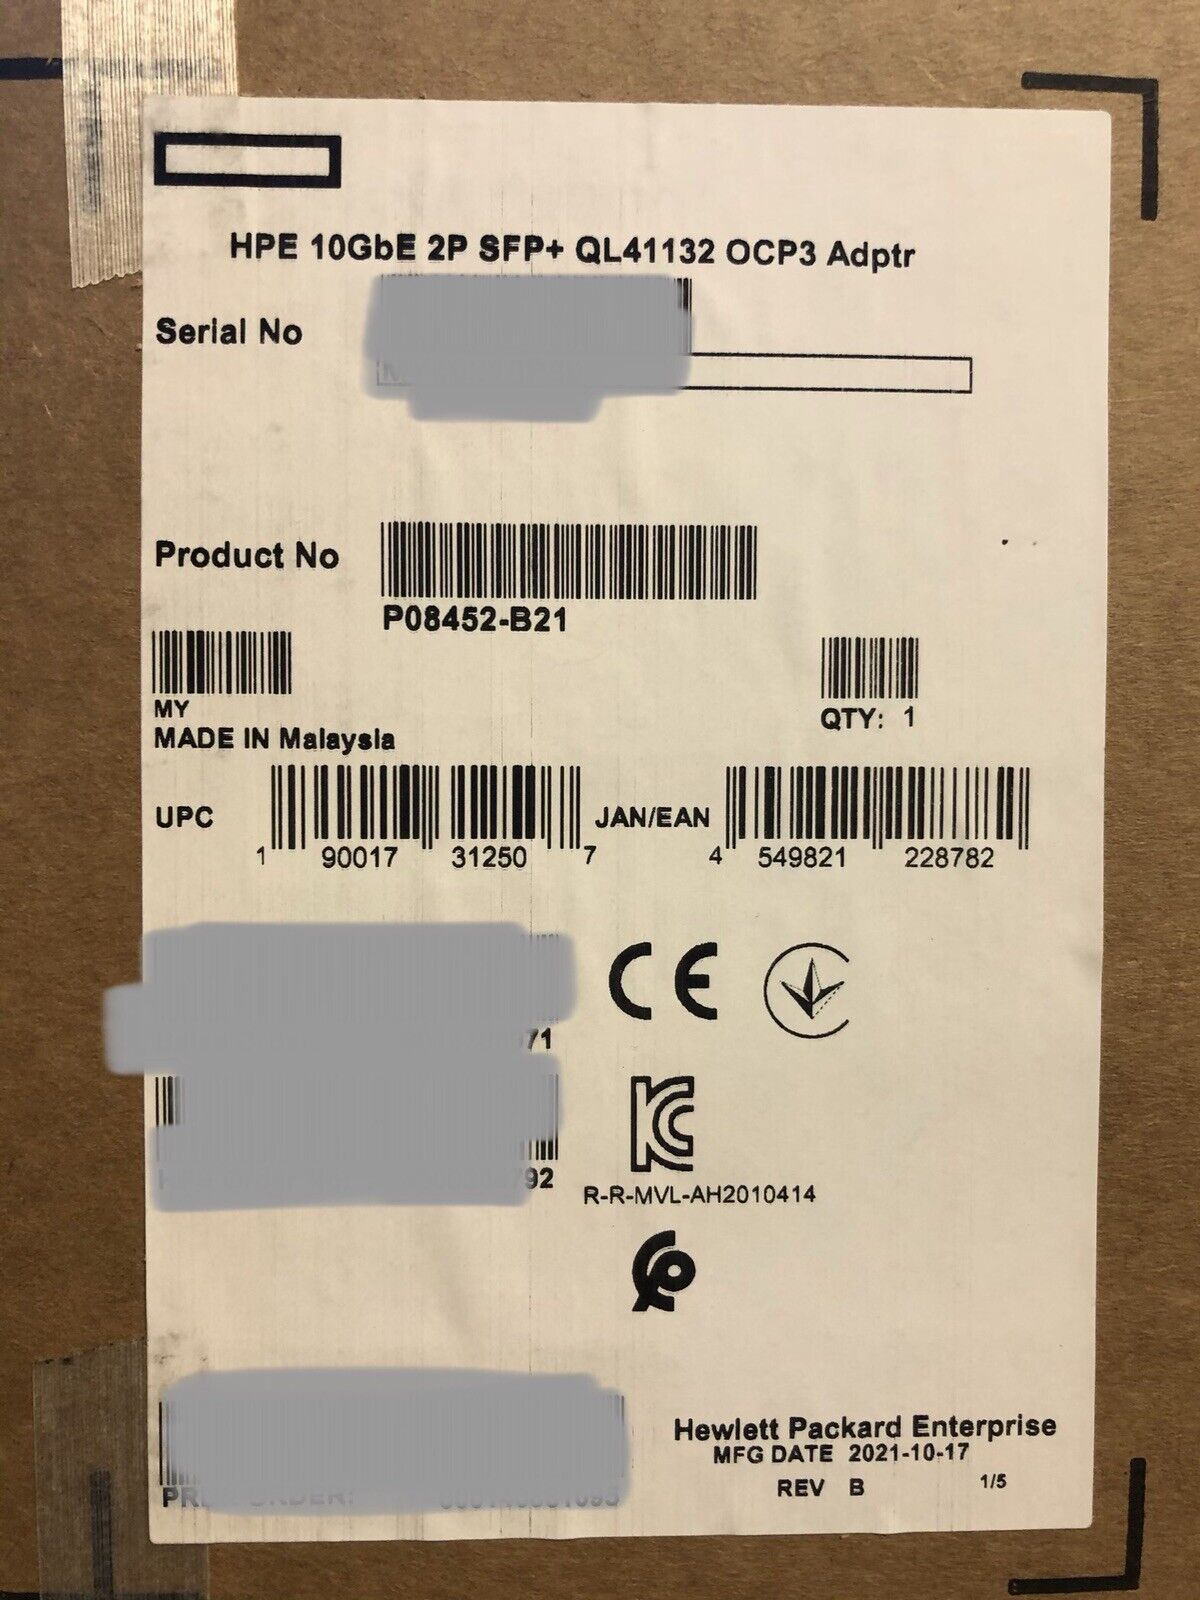 HPE 10GbE 2P SFP+ QL41132 OCP3 Adptr
Serial No
Product No
P08452-B21
MY
QTY: 1
MADE IN Malaysia
UPC
1 90017 31250 7
JAN/EAN
4 549821 228782
CE
71
92
R-R-MVL-AH2010414
ORDER:
Hewlett Packard Enterprise
MFG DATE 2021-10-17
REV B
1/5